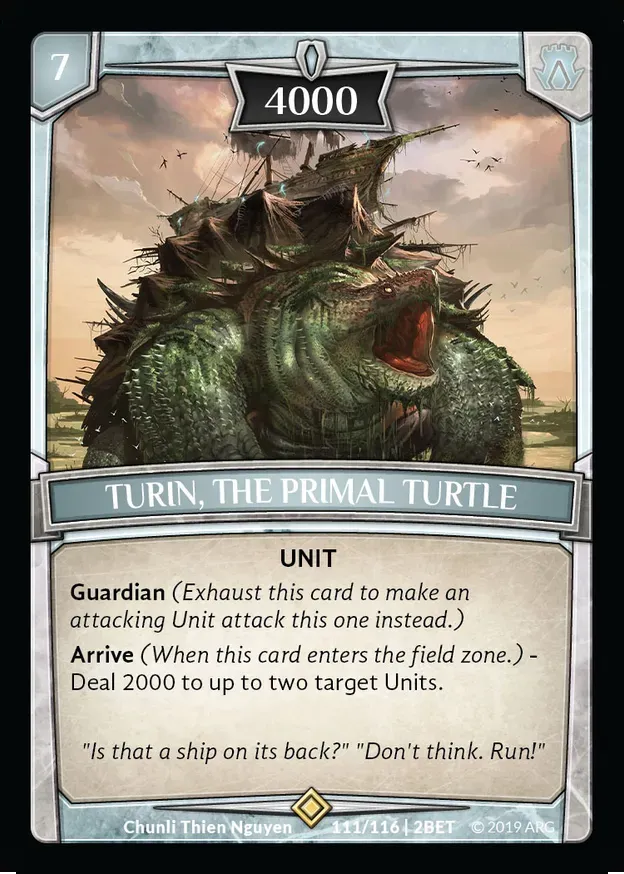 7
4000
TURIN, THE PRIMAL TURTLE
UNIT
Guardian (Exhaust this card to make an
attacking Unit attack this one instead.)
Arrive (When this card enters the field zone.) -
Deal 2000 to up to two target Units.
"Is that a ship on its back?" "Don't think. Run!"
Chunli Thien Nguyen 111/116 | 2BET © 2019 ARG